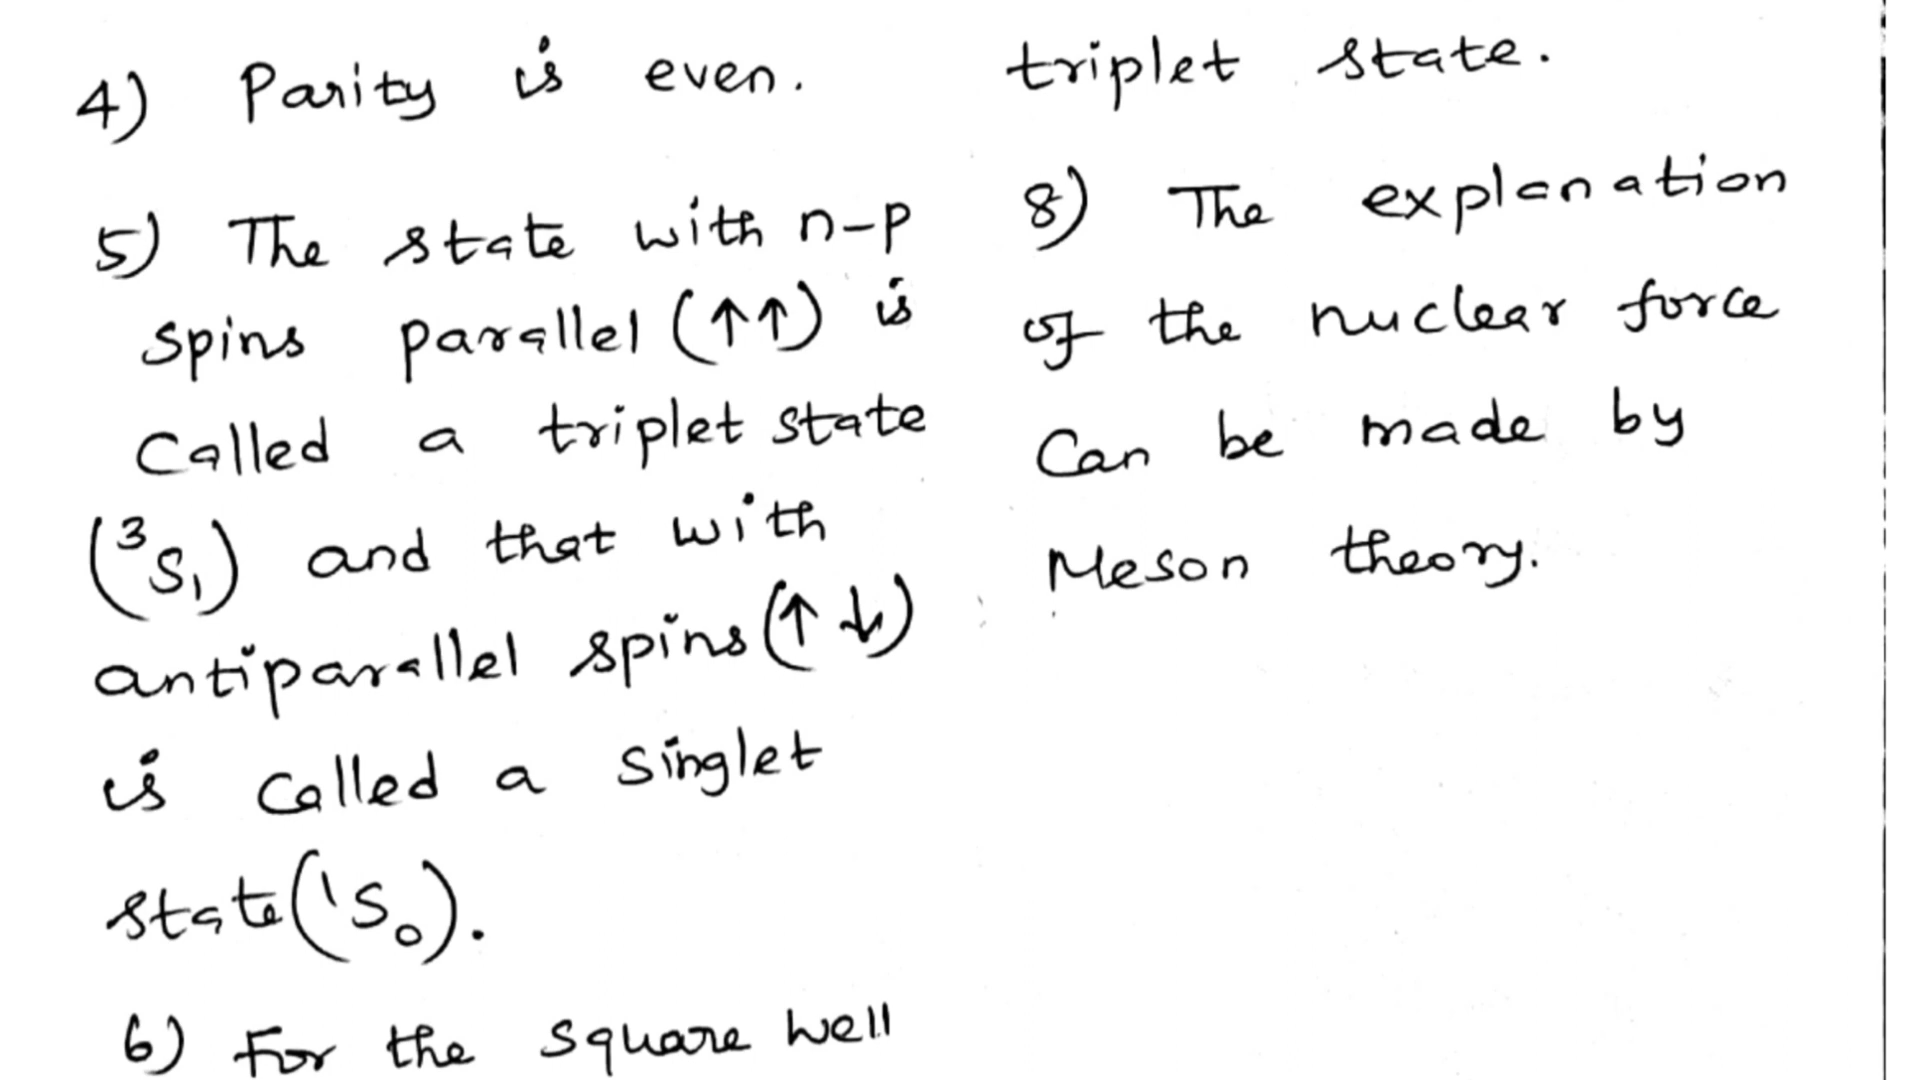 4) Parity is even.
5) The state with n-p
spins parallel (↑↑) is
Called a triplet state
(³S₁) and that with
antiparallel spins (↑↓)
is called a singlet
state (¹S₀).
6) For the square well
triplet state.
8) The explanation
of the nuclear force
Can be made by
Meson theory.